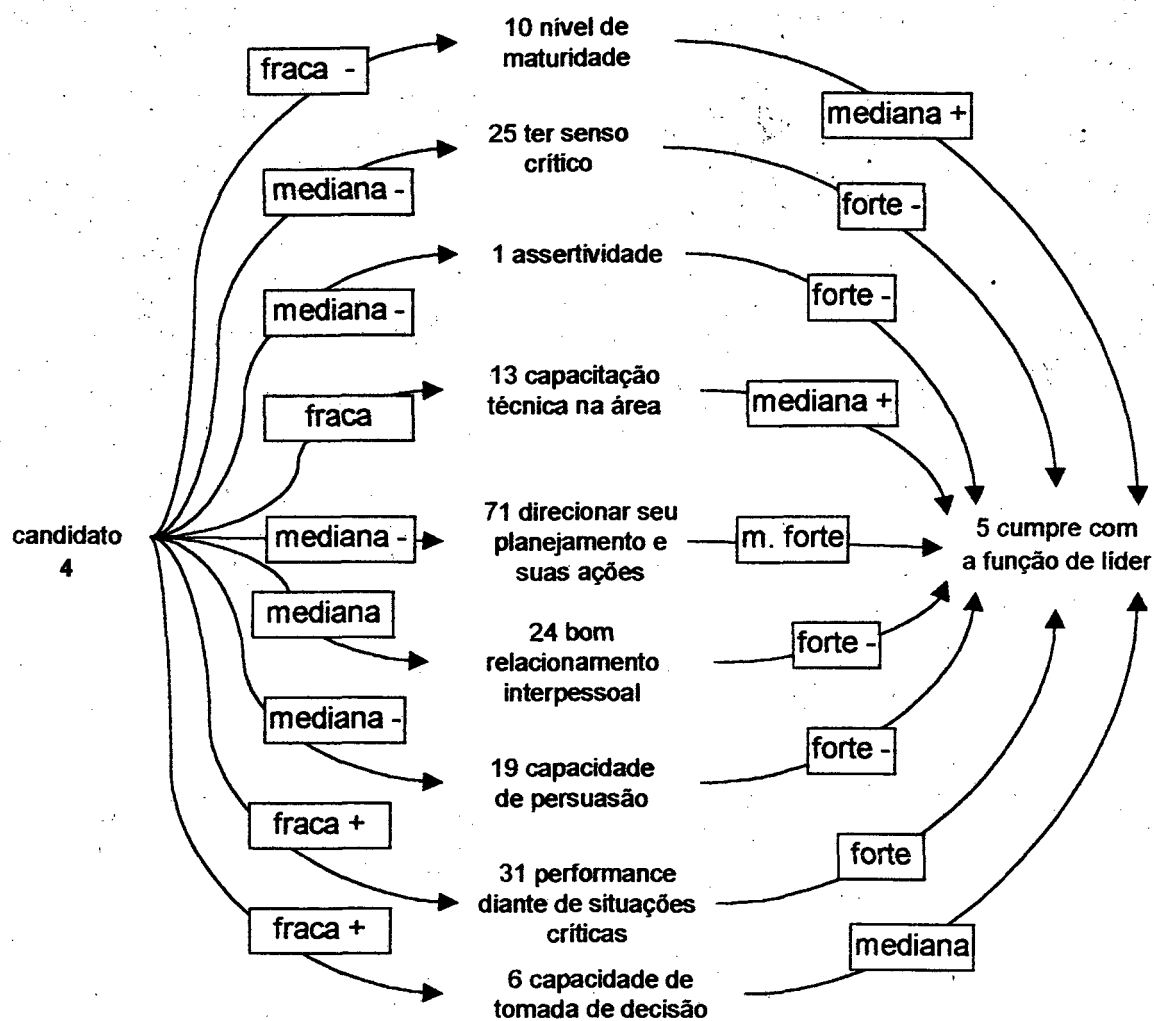 10 nível de
maturidade
fraca -
mediana +
25 ter senso
crítico
mediana -
forte -
1 assertividade
mediana -
forte -
13 capacitação
técnica na área
fraca
mediana +
candidato
4
mediana -
71 direcionar seu
planejamento e
suas ações
m. forte
5 cumpre com
a função de líder
mediana
24 bom
relacionamento
interpessoal
forte -
mediana -
19 capacidade
de persuasão
forte -
fraca +
31 performance
diante de situações
críticas
forte
fraca +
6 capacidade de
tomada de decisão
mediana